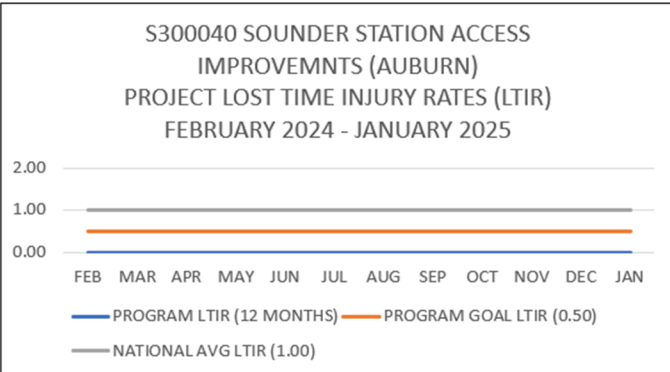 S300040 SOUNDER STATION ACCESS
IMPROVEMNTS (AUBURN)
PROJECT LOST TIME INJURY RATES (LTIR)
FEBRUARY 2024 - JANUARY 2025
2.00
1.00
0.00
FEB MAR APR MAY JUN JUL AUG SEP OCT NOV DEC JAN
PROGRAM LTIR (12 MONTHS) PROGRAM GOAL LTIR (0.50)
NATIONAL AVG LTIR (1.00)